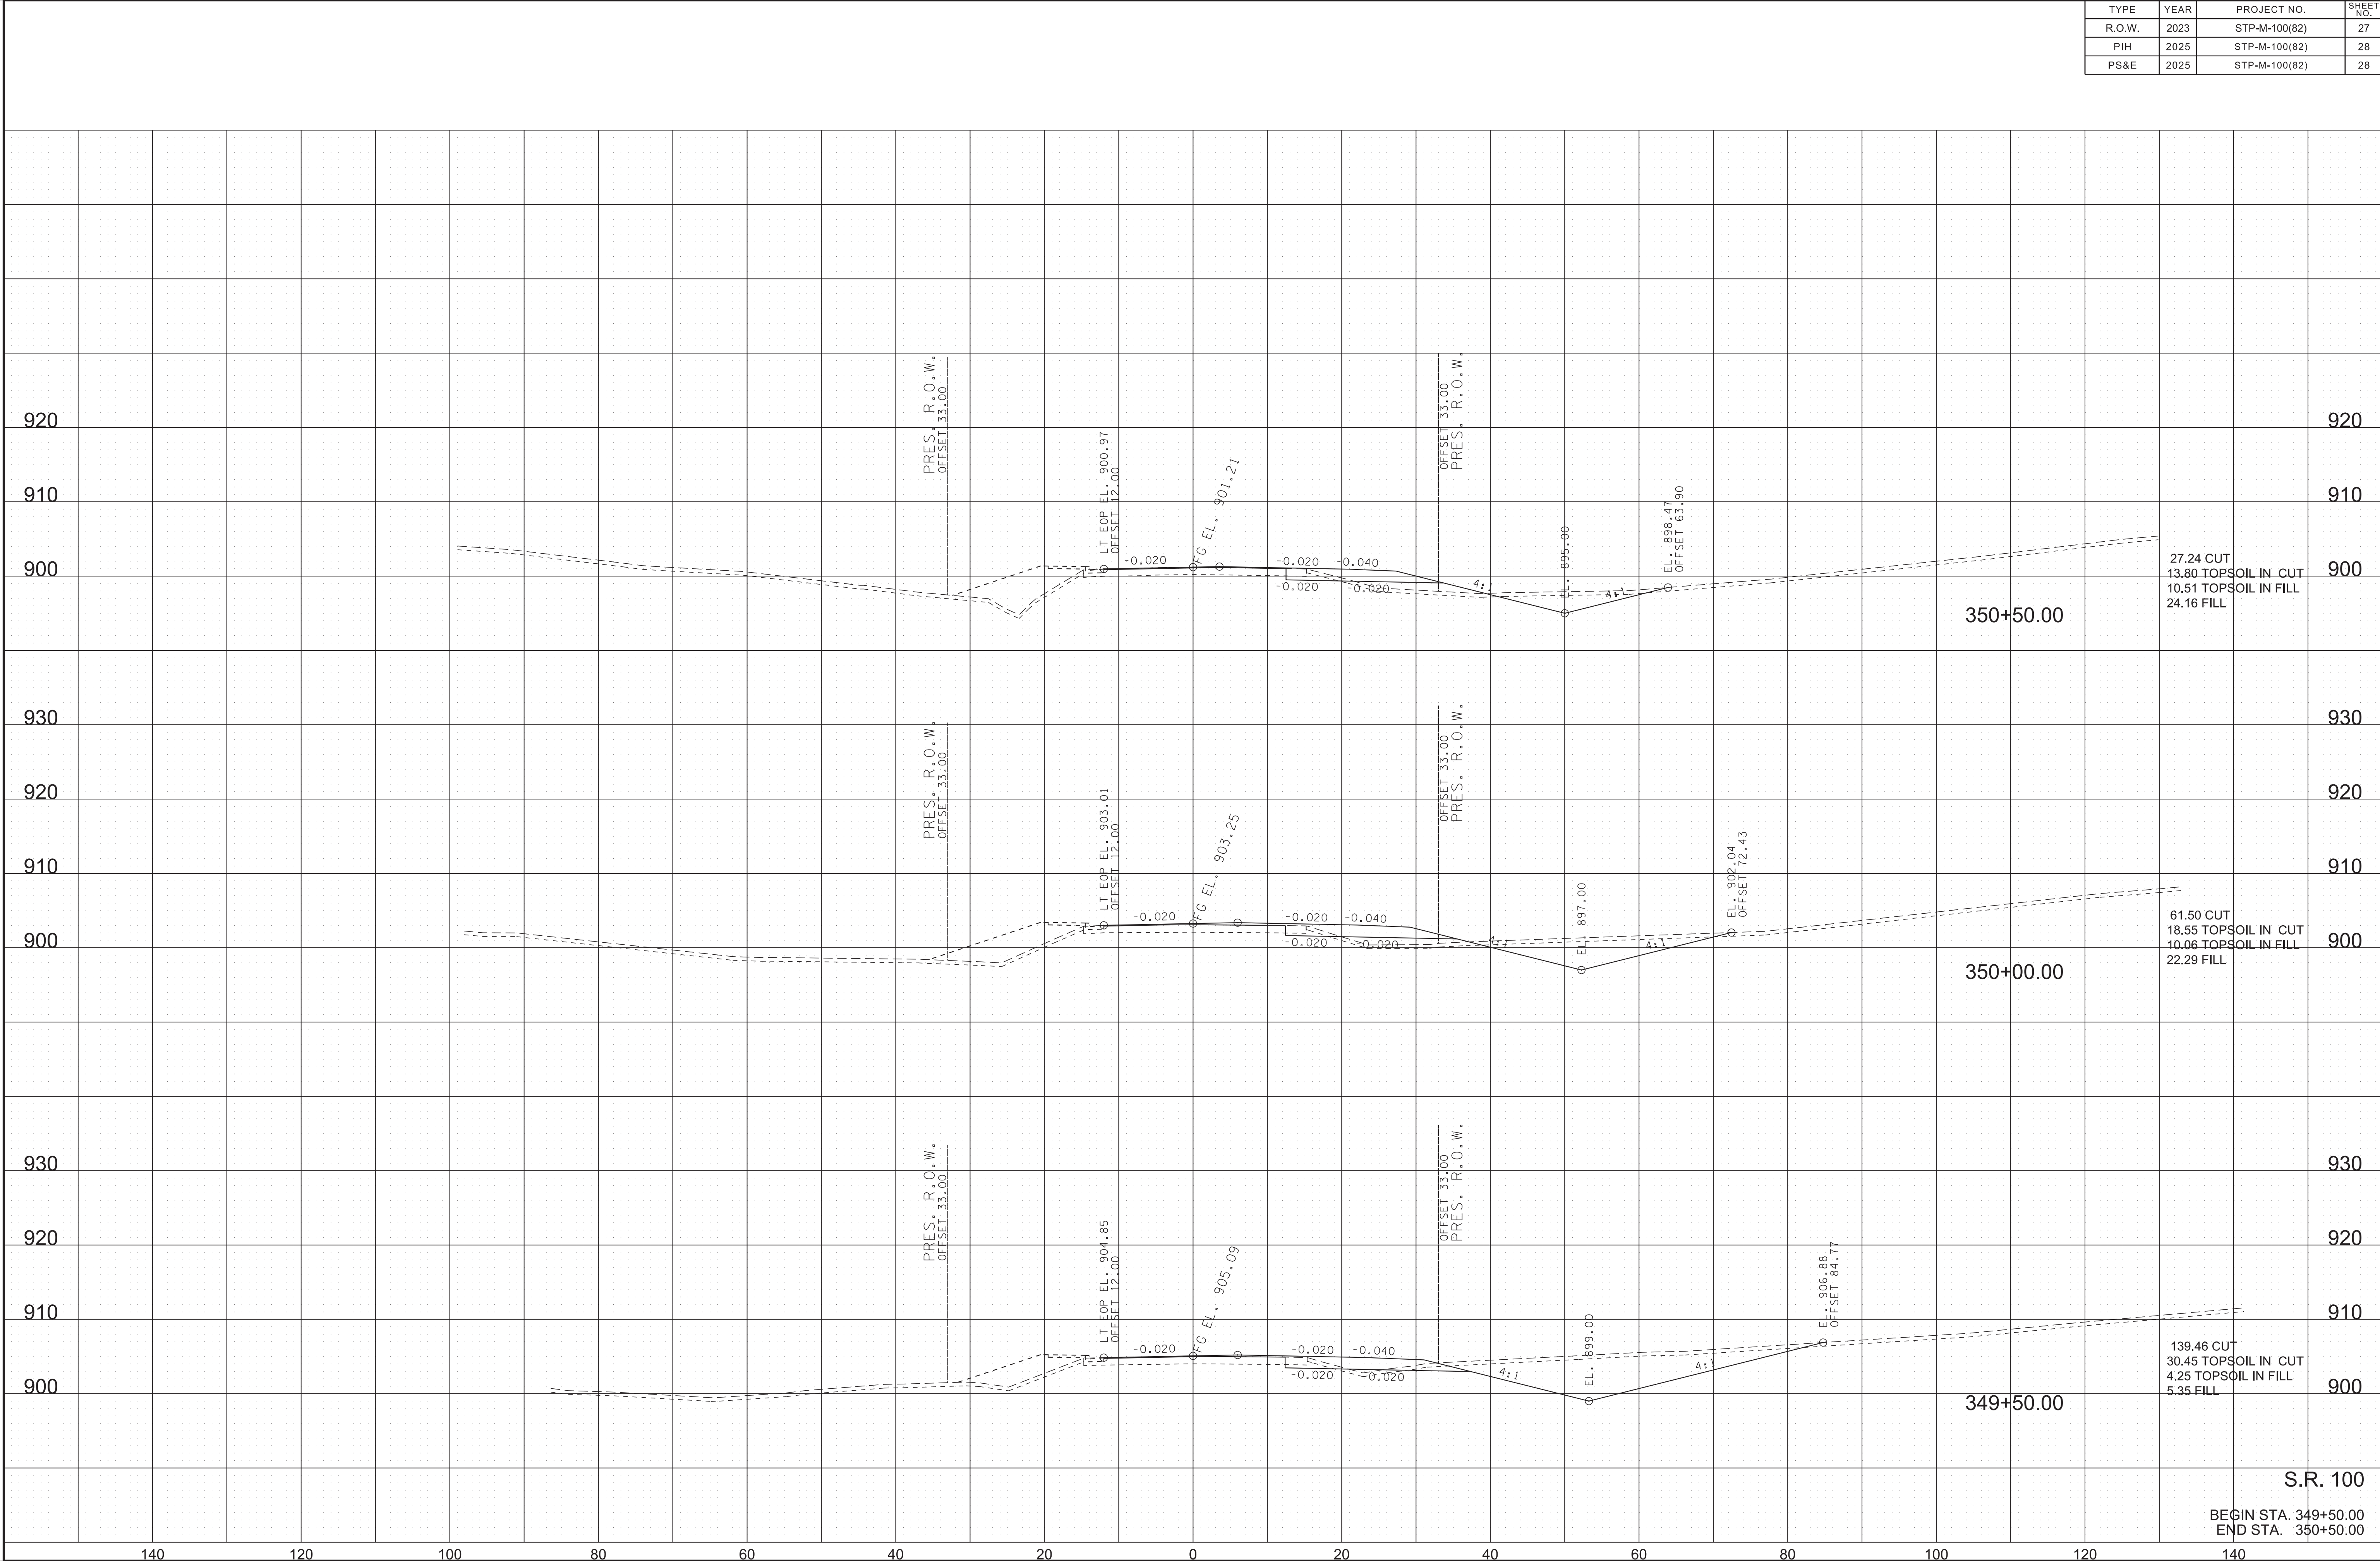 TYPE YEAR PROJECT NO. SHEET NO.
R.O.W. 2023 STP-M-100(82) 27
PIH 2025 STP-M-100(82) 28
PS&E 2025 STP-M-100(82) 28
PRES. R.O.W.
OFFSET 33.00
LT EOP EL. 900.97
OFFSET 12.00
FG EL. 901.21
OFFSET 33.00
PRES. R.O.W.
-0.020
-0.020 -0.040
-0.020 -0.020
4:1
EL. 895.00
4:1
EL. 898.47
OFFSET 63.90
920 920
910 910
900 900
27.24 CUT
13.80 TOPSOIL IN CUT
10.51 TOPSOIL IN FILL
24.16 FILL
350+50.00
PRES. R.O.W.
OFFSET 33.00
LT EOP EL. 903.01
OFFSET 12.00
FG EL. 903.25
OFFSET 33.00
PRES. R.O.W.
-0.020
-0.020 -0.040
-0.020 -0.020
4:1
EL. 897.00
4:1
EL. 902.04
OFFSET 72.43
930 930
920 920
910 910
900 900
61.50 CUT
18.55 TOPSOIL IN CUT
10.06 TOPSOIL IN FILL
22.29 FILL
350+00.00
PRES. R.O.W.
OFFSET 33.00
LT EOP EL. 904.85
OFFSET 12.00
FG EL. 905.09
OFFSET 33.00
PRES. R.O.W.
-0.020
-0.020 -0.040
-0.020 -0.020
4:1
EL. 899.00
4:1
EL. 906.88
OFFSET 84.77
930 930
920 920
910 910
900 900
139.46 CUT
30.45 TOPSOIL IN CUT
4.25 TOPSOIL IN FILL
5.35 FILL
349+50.00
S.R. 100
BEGIN STA. 349+50.00
END STA. 350+50.00
140 120 100 80 60 40 20 0 20 40 60 80 100 120 140